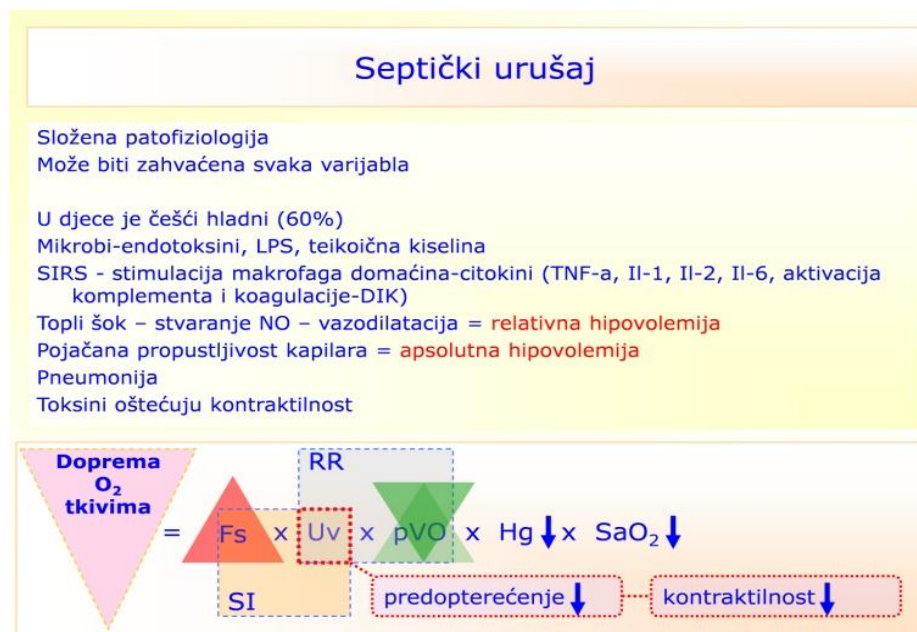 Septički urušaj
Složena patofiziologija
Može biti zahvaćena svaka varijabla
U djece je češći hladni (60%)
Mikrobi-endotoksini, LPS, teikoična kiselina
SIRS - stimulacija makrofaga domaćina-citokini (TNF-a, Il-1, Il-2, Il-6, aktivacija
komplementa i koagulacije-DIK)
Topli šok – stvaranje NO – vazodilatacija = relativna hipovolemija
Pojačana propustljivost kapilara = apsolutna hipovolemija
Pneumonija
Toksini oštećuju kontraktilnost
Doprema
O₂
tkivima
RR
= Fs x Uv x pVO x Hg x SaO₂
SI
predopterećenje
kontraktilnost